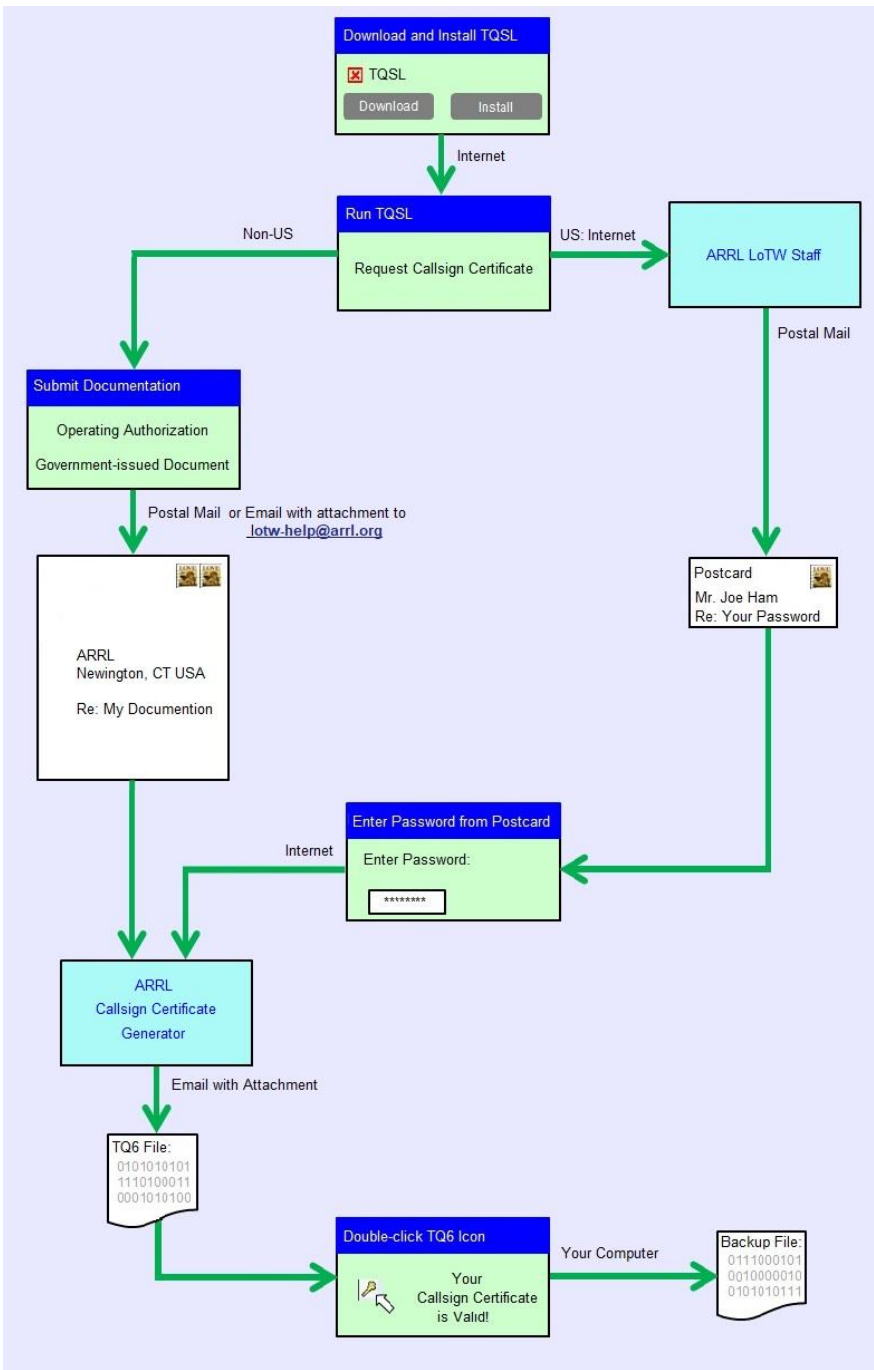 Download and Install TQSL
TQSL
Download
Install
Internet
Run TQSL
Request Callsign Certificate
Non-US
US: Internet
ARRL LoTW Staff
Postal Mail
Submit Documentation
Operating Authorization
Government-issued Document
Postal Mail or Email with attachment to
lotw-help@arrl.org
ARRL
Newington, CT USA
Re: My Documention
Postcard
Mr. Joe Ham
Re: Your Password
Enter Password from Postcard
Enter Password:
********
Internet
ARRL
Callsign Certificate
Generator
Email with Attachment
TQ6 File:
0101010101
1110100011
0001010100
Double-click TQ6 Icon
Your
Callsign Certificate
is Valid!
Your Computer
Backup File:
0111000101
0010000010
0101010111